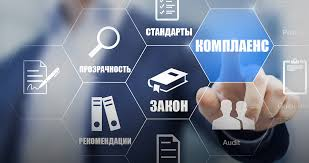 СТАНДАРТЫ
КОМПЛАЕНС
ПРОЗРАЧНОСТЬ
ЗАКОН
РЕКОМЕНДАЦИИ
Audit